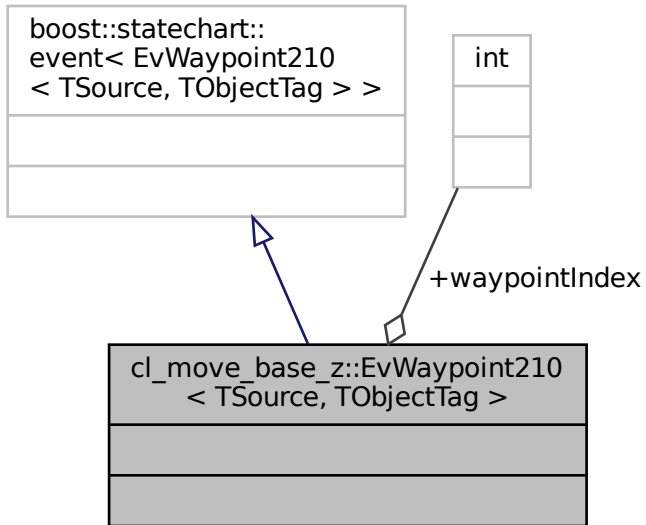 boost::statechart::
event< EvWaypoint210
< TSource, TObjectTag > >
int
+waypointIndex
cl_move_base_z::EvWaypoint210
< TSource, TObjectTag >